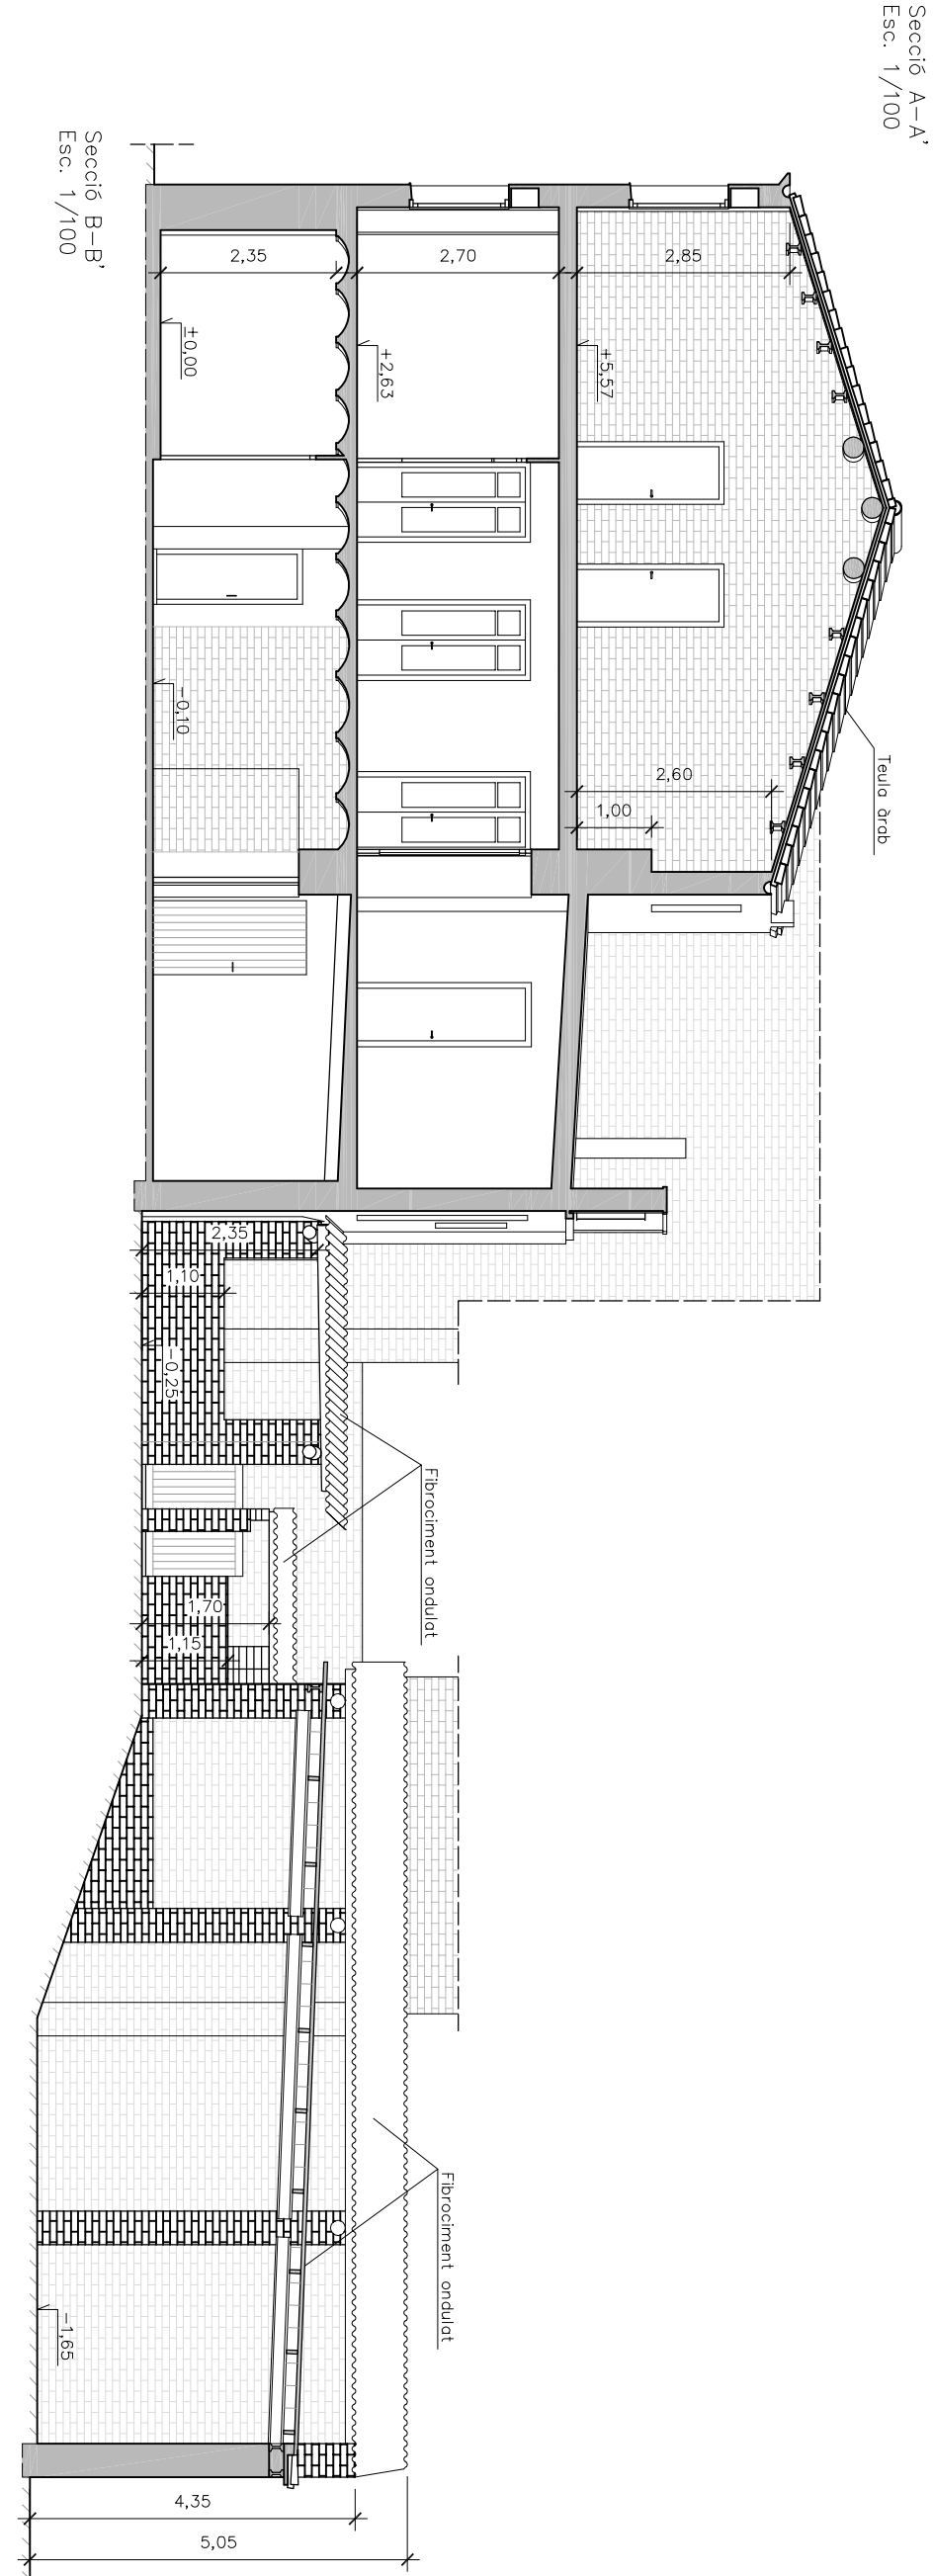 Secció A-A'
Esc. 1/100
Secció B-B'
Esc. 1/100
2,35
2,70
2,85
±0,00
+2,63
+5,57
-0,10
2,60
1,00
Teula àrab
2,35
1,10
-0,25
Fibrociment ondulat
1,70
1,15
Fibrociment ondulat
-1,65
4,35
5,05